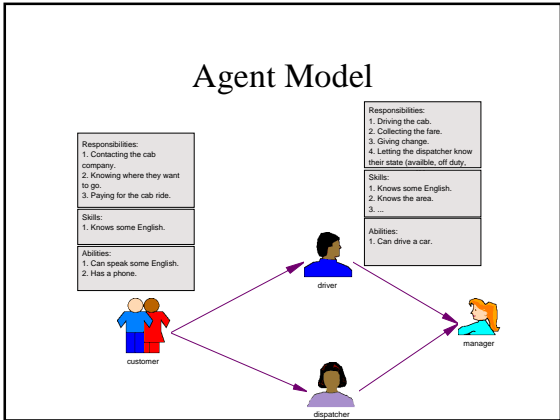 Agent Model
Responsibilities:
1. Contacting the cab
company.
2. Knowing where they want
to go.
3. Paying for the cab ride.
Skills:
1. Knows some English.
Abilities:
1. Can speak some English.
2. Has a phone.
customer
Responsibilities:
1. Driving the cab.
2. Collecting the fare.
3. Giving change.
4. Letting the dispatcher know
their state (availble, off duty,
Skills:
1. Knows some English.
2. Knows the area.
3. ...
Abilities:
1. Can drive a car.
driver
manager
dispatcher